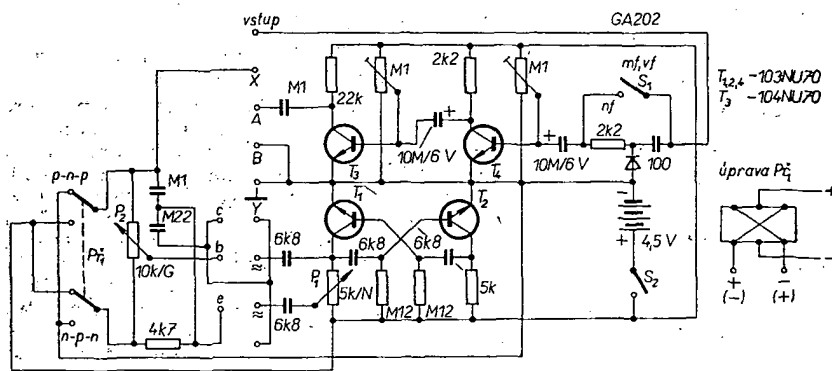 vstup
GA202
X
A
M1
22k
M1
2k2
M1
mf,vf
S1
nf
2k2
T1,2,4 -103NU70
T3 -104NU70
+
10M/6 V
+
10M/6 V
100
B
T3
T4
p-n-p
M1
P2
M22
Př1
10k/G
c
b
e
Y
T1
T2
-
+
4,5 V
úprava Př1
+
-
+
(-)
-
(+)
6k8
6k8
6k8
≈
P1
5k/N
M12
M12
5k
S2
≈
6k8
4k7
n-p-n